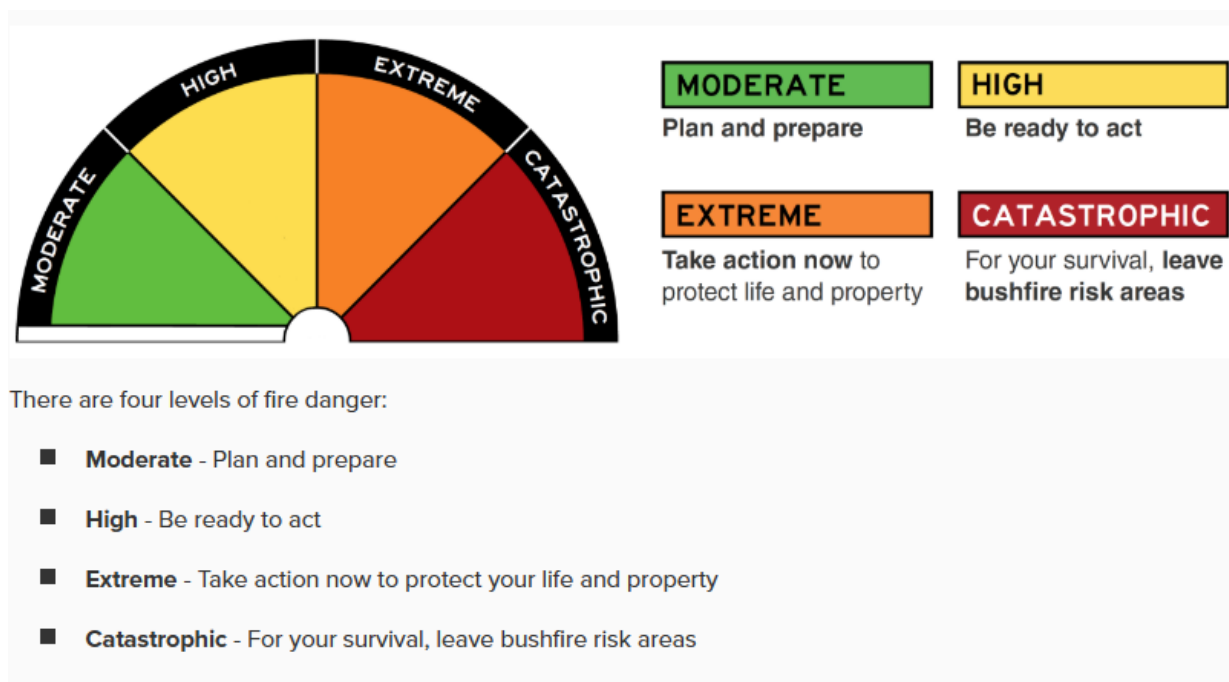 MODERATE
HIGH
EXTREME
CATASTROPHIC
MODERATE
Plan and prepare
HIGH
Be ready to act
EXTREME
Take action now to
protect life and property
CATASTROPHIC
For your survival, leave
bushfire risk areas
There are four levels of fire danger:
Moderate - Plan and prepare
High - Be ready to act
Extreme - Take action now to protect your life and property
Catastrophic - For your survival, leave bushfire risk areas